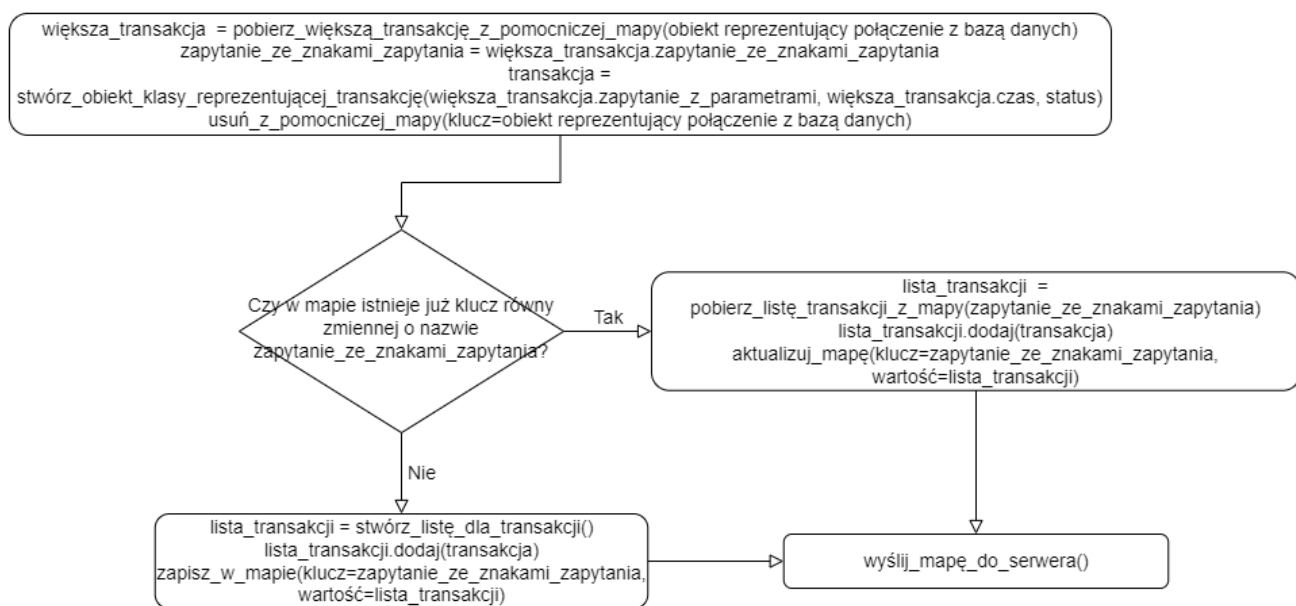 większa_transakcja  = pobierz_większą_transakcję_z_pomocniczej_mapy(obiekt reprezentujący połączenie z bazą danych)
zapytanie_ze_znakami_zapytania = większa_transakcja.zapytanie_ze_znakami_zapytania
transakcja =
stwórz_obiekt_klasy_reprezentującej_transakcję(większa_transakcja.zapytanie_z_parametrami, większa_transakcja.czas, status)
usuń_z_pomocniczej_mapy(klucz=obiekt reprezentujący połączenie z bazą danych)
Czy w mapie istnieje już klucz równy
zmiennej o nazwie
zapytanie_ze_znakami_zapytania?
Tak
lista_transakcji  =
pobierz_listę_transakcji_z_mapy(zapytanie_ze_znakami_zapytania)
lista_transakcji.dodaj(transakcja)
aktualizuj_mapę(klucz=zapytanie_ze_znakami_zapytania,
wartość=lista_transakcji)
Nie
lista_transakcji = stwórz_listę_dla_transakcji()
lista_transakcji.dodaj(transakcja)
zapisz_w_mapie(klucz=zapytanie_ze_znakami_zapytania,
wartość=lista_transakcji)
wyślij_mapę_do_serwera()